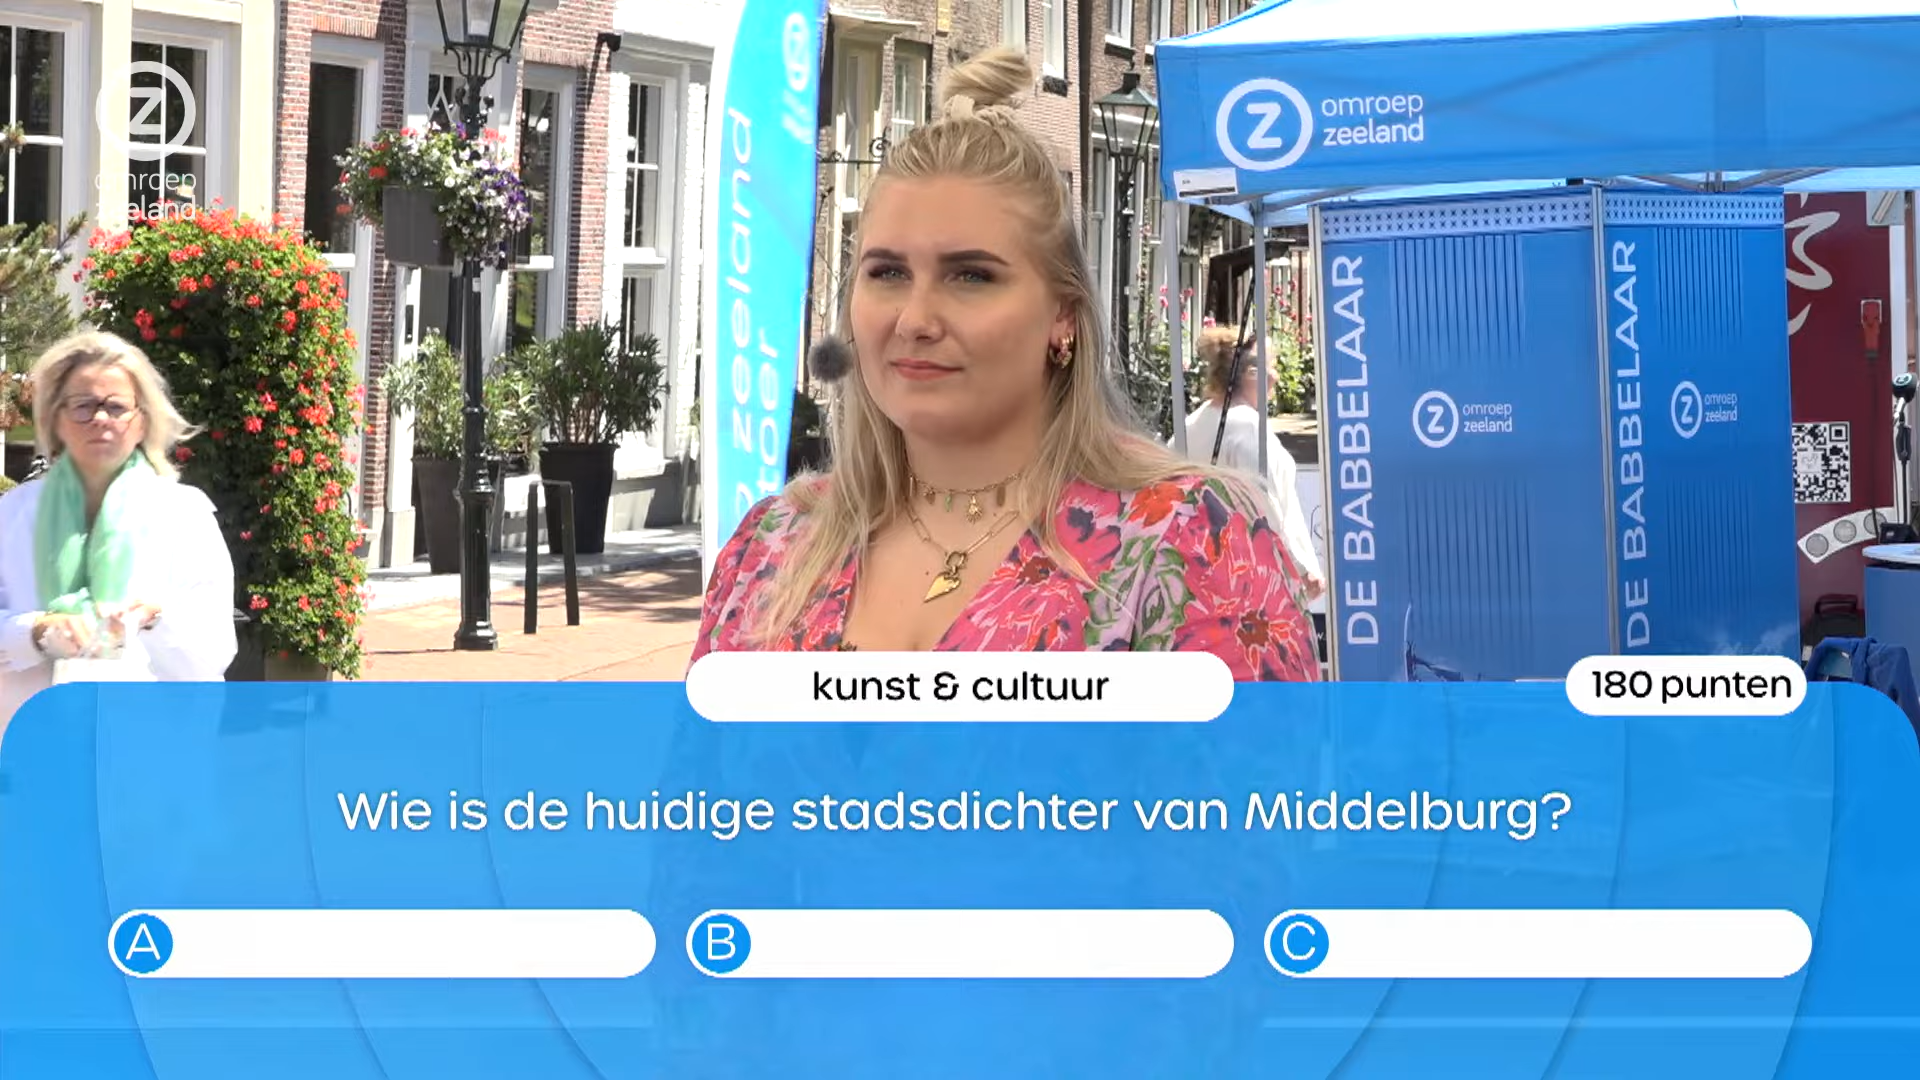 omroep
zeeland
zeeland
toer
omroep
zeeland
DE BABBELAAR
DE BABBELAAR
omroep
zeeland
omroep
zeeland
kunst & cultuur
180 punten
Wie is de huidige stadsdichter van Middelburg?
A
B
C